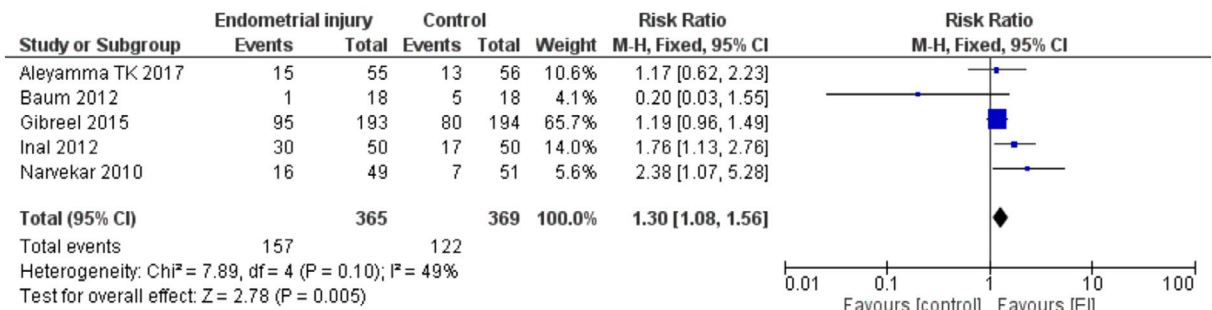 Endometrial injury Control Risk Ratio Risk Ratio
Study or Subgroup Events Total Events Total Weight M-H, Fixed, 95% CI M-H, Fixed, 95% CI
Aleyamma TK 2017 15 55 13 56 10.6% 1.17 [0.62, 2.23]
Baum 2012 1 18 5 18 4.1% 0.20 [0.03, 1.55]
Gibreel 2015 95 193 80 194 65.7% 1.19 [0.96, 1.49]
Inal 2012 30 50 17 50 14.0% 1.76 [1.13, 2.76]
Narvekar 2010 16 49 7 51 5.6% 2.38 [1.07, 5.28]
Total (95% CI) 365 369 100.0% 1.30 [1.08, 1.56]
Total events 157 122
Heterogeneity: Chi² = 7.89, df = 4 (P = 0.10); I² = 49%
Test for overall effect: Z = 2.78 (P = 0.005)
0.01 0.1 1 10 100
Favours [control] Favours [EI]